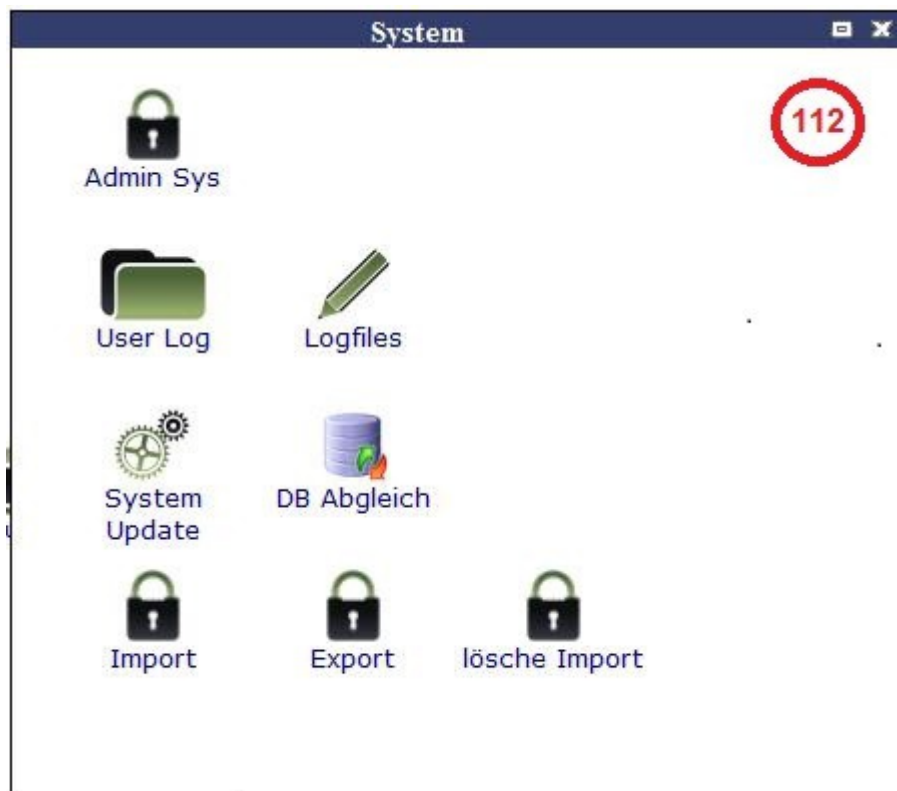 System
112
Admin Sys
User Log
Logfiles
System
Update
DB Abgleich
Import
Export
lösche Import